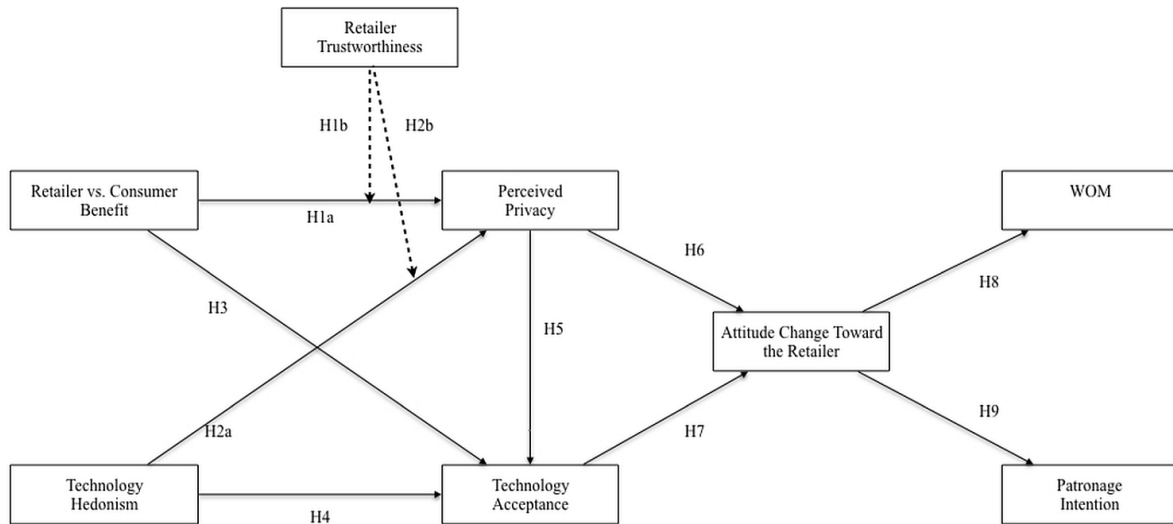 Retailer
Trustworthiness
H1b
H2b
Retailer vs. Consumer
Benefit
H1a
Perceived
Privacy
WOM
H3
H6
H8
H5
Attitude Change Toward
the Retailer
H2a
H7
H9
Technology
Hedonism
H4
Technology
Acceptance
Patronage
Intention